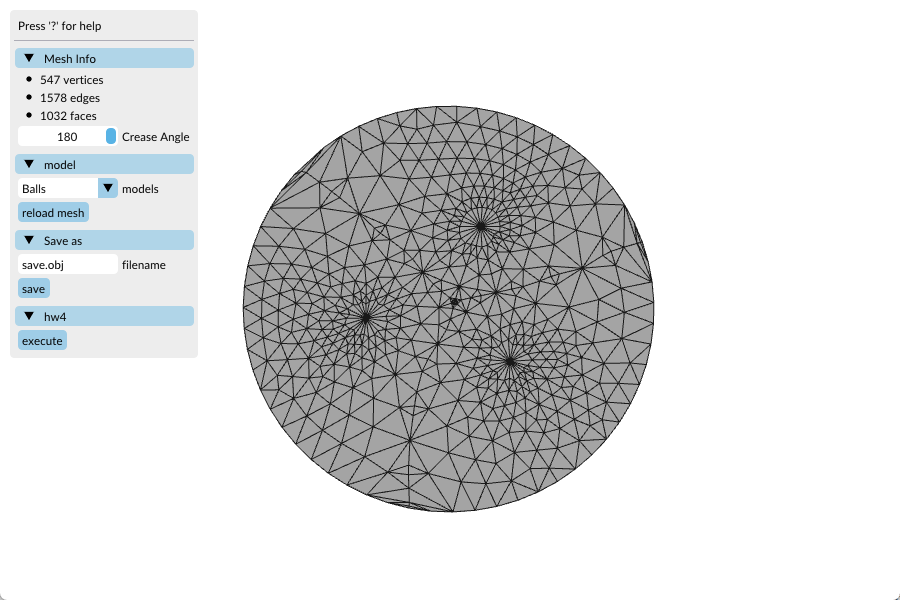 Press '?' for help
Mesh Info
547 vertices
1578 edges
1032 faces
180 Crease Angle
model
Balls models
reload mesh
Save as
save.obj filename
save
hw4
execute